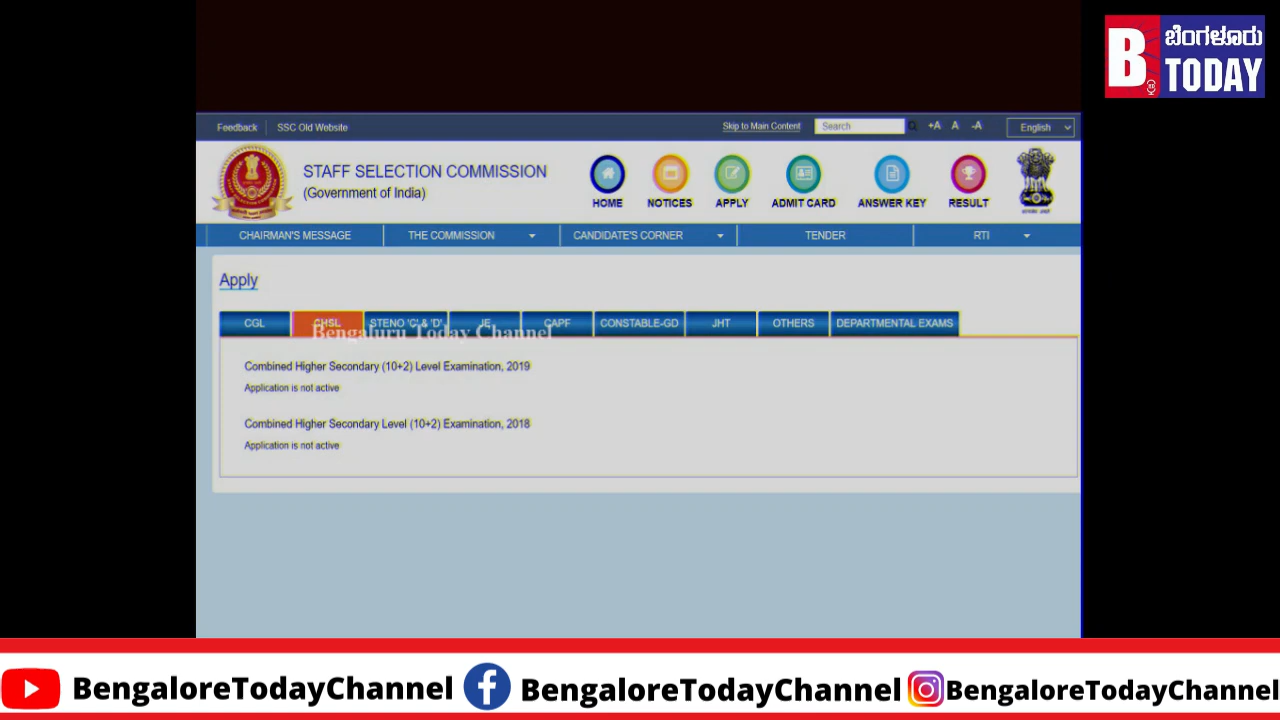 ಬೆಂಗಳೂರು
B TODAY
Feedback SSC Old Website Skip to Main Content Search +A A -A English
STAFF SELECTION COMMISSION
(Government of India)
HOME NOTICES APPLY ADMIT CARD ANSWER KEY RESULT
CHAIRMAN'S MESSAGE THE COMMISSION CANDIDATE'S CORNER TENDER RTI
Apply
CGL CHSL STENO 'C' & 'D' JE CAPF CONSTABLE-GD JHT OTHERS DEPARTMENTAL EXAMS
Bengaluru Today Channel
Combined Higher Secondary (10+2) Level Examination, 2019
Application is not active
Combined Higher Secondary Level (10+2) Examination, 2018
Application is not active
BengaloreTodayChannel BengaloreTodayChannel BengaloreTodayChannel